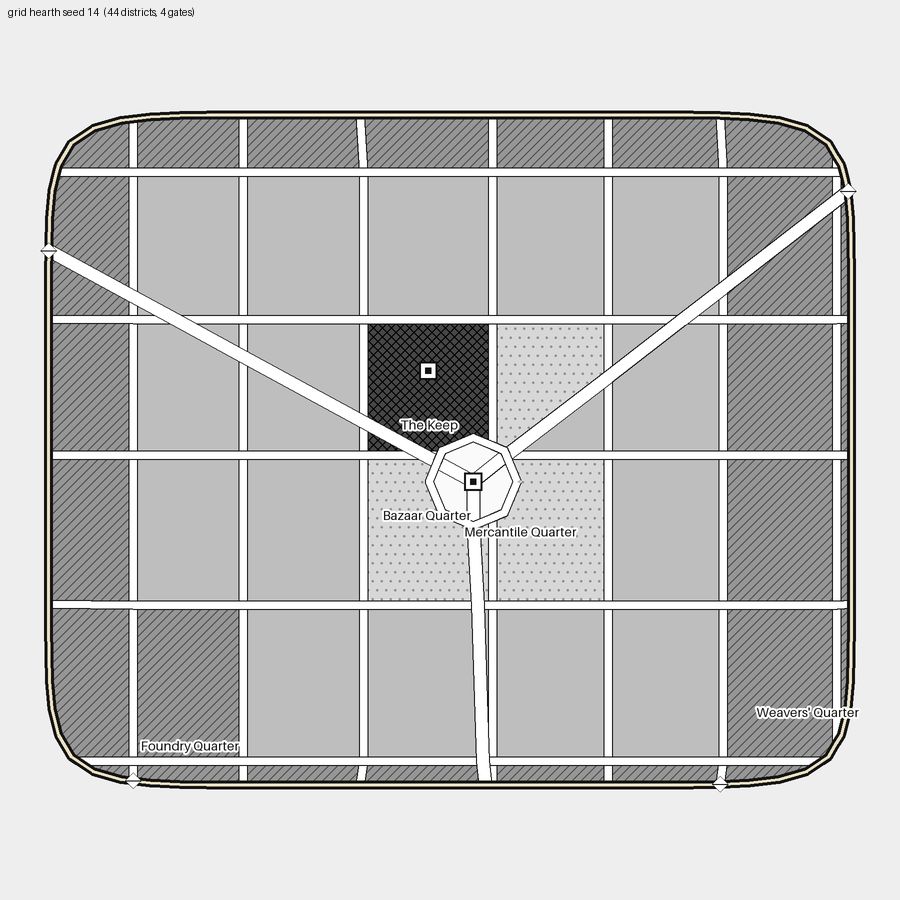 grid hearth seed 14 (44 districts, 4 gates)
The Keep
Bazaar Quarter
Mercantile Quarter
Weavers' Quarter
Foundry Quarter